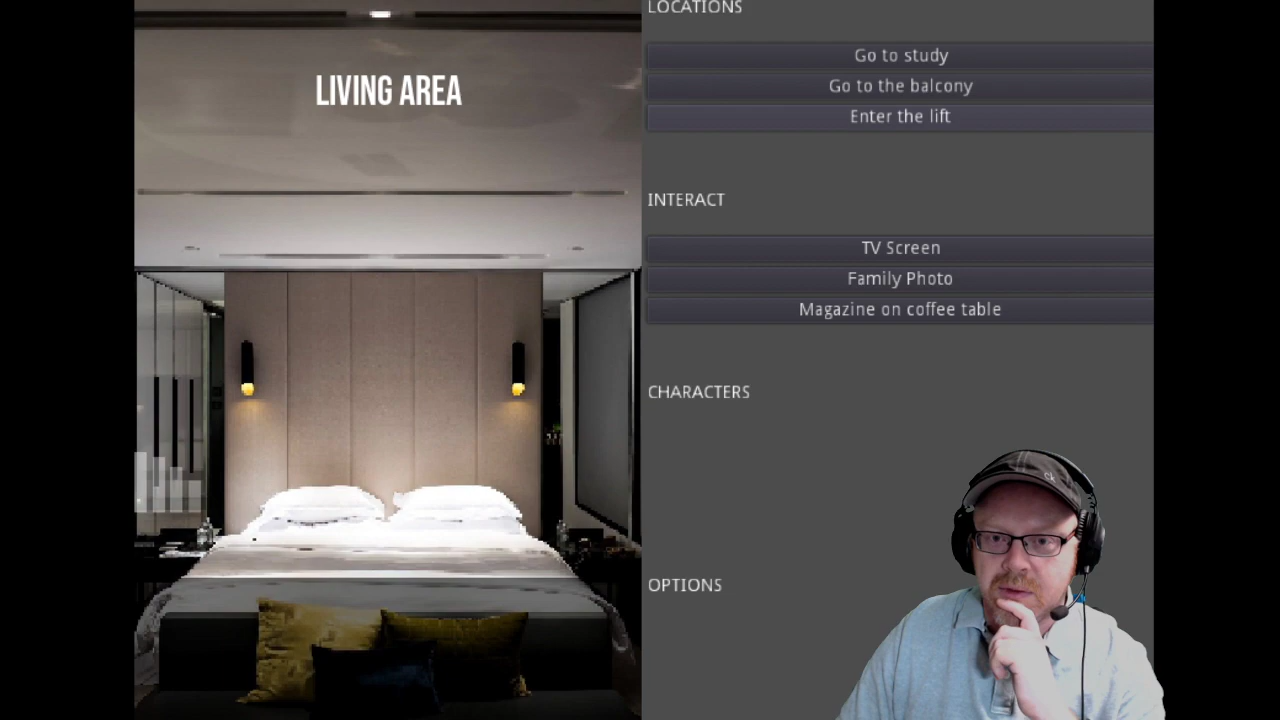 LIVING AREA
LOCATIONS
Go to study
Go to the balcony
Enter the lift
INTERACT
TV Screen
Family Photo
Magazine on coffee table
CHARACTERS
OPTIONS